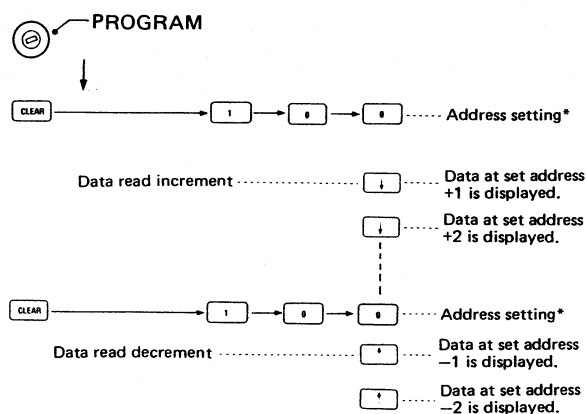 PROGRAM
CLEAR 1 0 0 Address setting*
Data read increment ↓ Data at set address
+1 is displayed.
↓ Data at set address
+2 is displayed.
CLEAR 1 0 0 Address setting*
Data read decrement ↑ Data at set address
−1 is displayed.
↑ Data at set address
−2 is displayed.